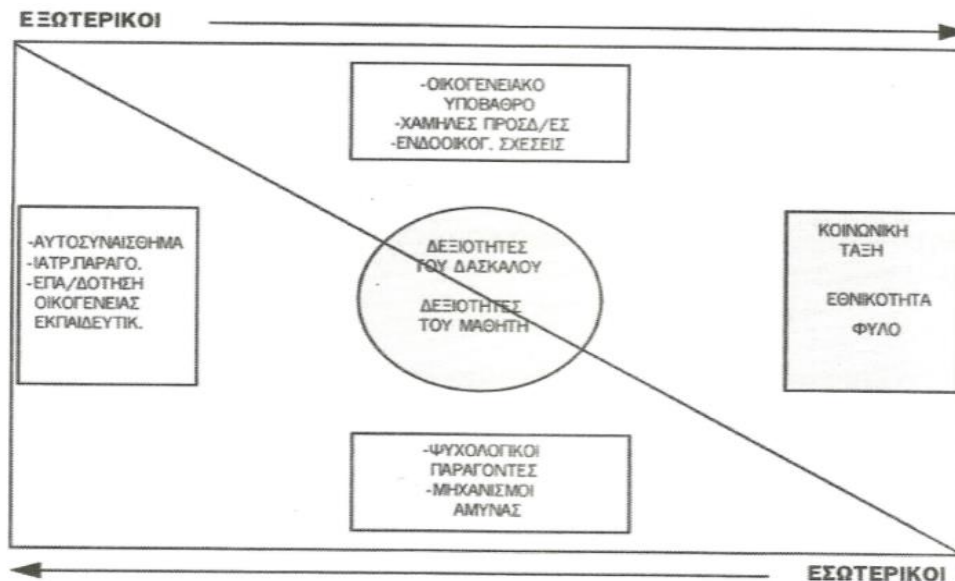 ΕΞΩΤΕΡΙΚΟΙ
-ΟΙΚΟΓΕΝΕΙΑΚΟ
ΥΠΟΒΑΘΡΟ
-ΧΑΜΗΛΕΣ ΠΡΟΣΔ/ΕΣ
-ΕΝΔΟΟΙΚΟΓ. ΣΧΕΣΕΙΣ
-ΑΥΤΟΣΥΝΑΙΣΘΗΜΑ
-ΙΑΤΡ.ΠΑΡΑΓΟ.
-ΕΠΑ/ΔΟΤΗΣΗ
ΟΙΚΟΓΕΝΕΙΑΣ
ΕΚΠΑΙΔΕΥΤΙΚ.
ΔΕΞΙΟΤΗΤΕΣ
ΤΟΥ ΔΑΣΚΑΛΟΥ
ΔΕΞΙΟΤΗΤΕΣ
ΤΟΥ ΜΑΘΗΤΗ
ΚΟΙΝΩΝΙΚΗ
ΤΑΞΗ
ΕΘΝΙΚΟΤΗΤΑ
ΦΥΛΟ
-ΨΥΧΟΛΟΓΙΚΟΙ
ΠΑΡΑΓΟΝΤΕΣ
-ΜΗΧΑΝΙΣΜΟΙ
ΑΜΥΝΑΣ
ΕΣΩΤΕΡΙΚΟΙ